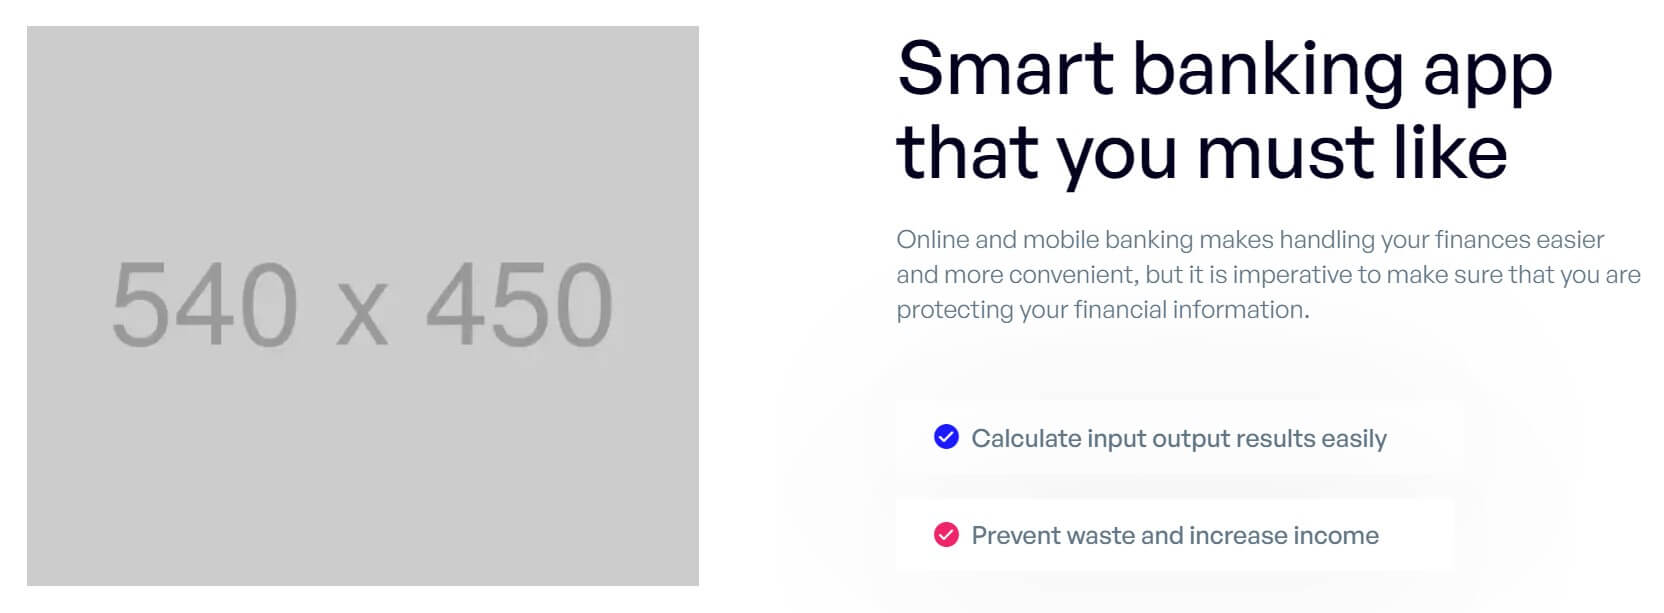 540 x 450
Smart banking app
that you must like
Online and mobile banking makes handling your finances easier
and more convenient, but it is imperative to make sure that you are
protecting your financial information.
Calculate input output results easily
Prevent waste and increase income